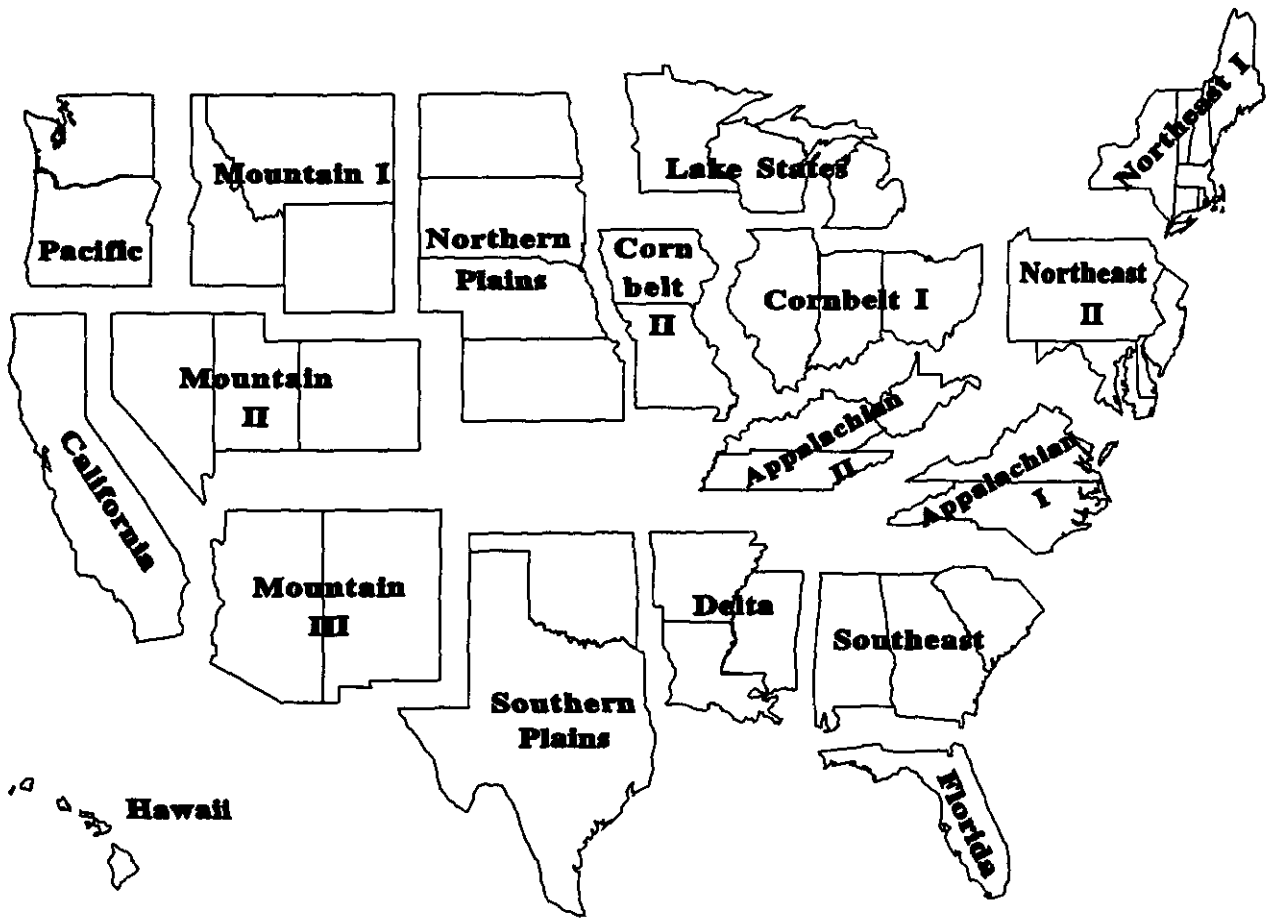 Northeast I
Mountain I
Lake States
Pacific
Northern
Plains
Corn
belt
II
Cornbelt I
Northeast
II
Mountain
II
California
Appalachian
II
Appalachian
I
Mountain
III
Delta
Southeast
Southern
Plains
Hawaii
Florida